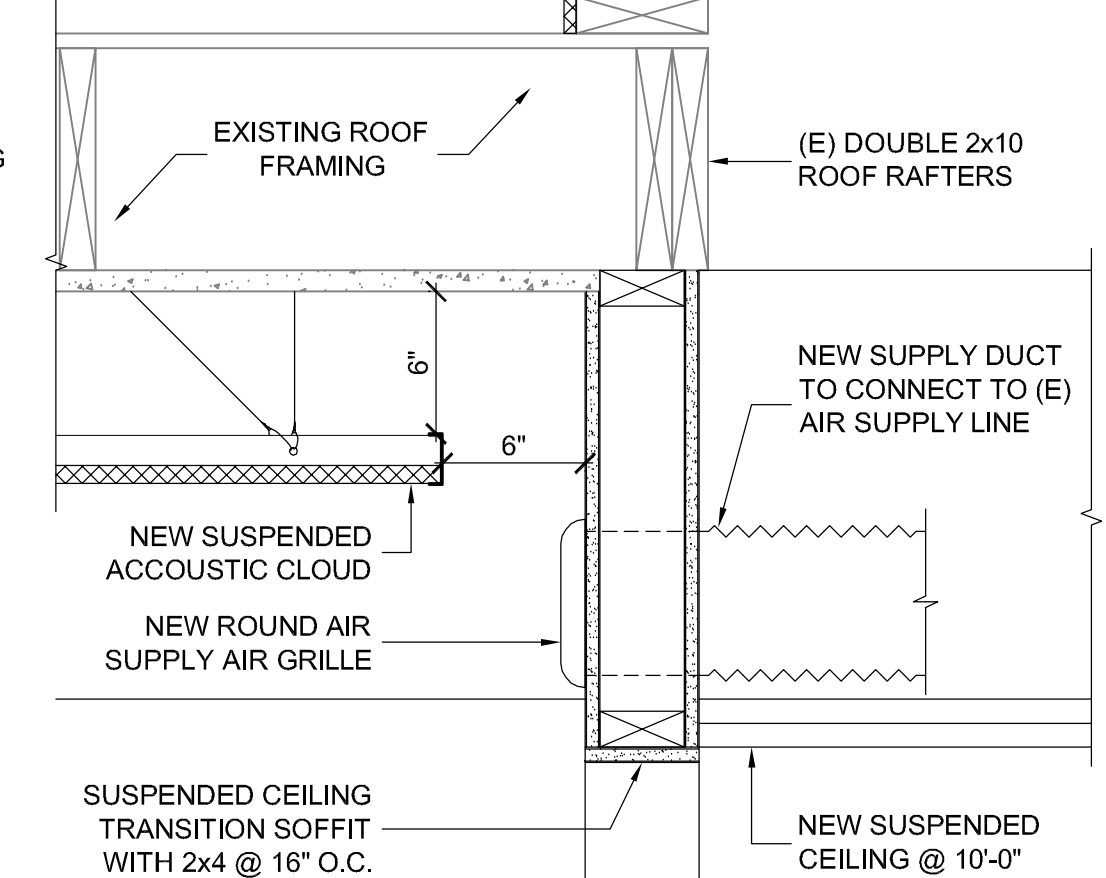 G
EXISTING ROOF
FRAMING
(E) DOUBLE 2x10
ROOF RAFTERS
6"
6"
NEW SUPPLY DUCT
TO CONNECT TO (E)
AIR SUPPLY LINE
NEW SUSPENDED
ACCOUSTIC CLOUD
NEW ROUND AIR
SUPPLY AIR GRILLE
SUSPENDED CEILING
TRANSITION SOFFIT
WITH 2x4 @ 16" O.C.
NEW SUSPENDED
CEILING @ 10'-0"